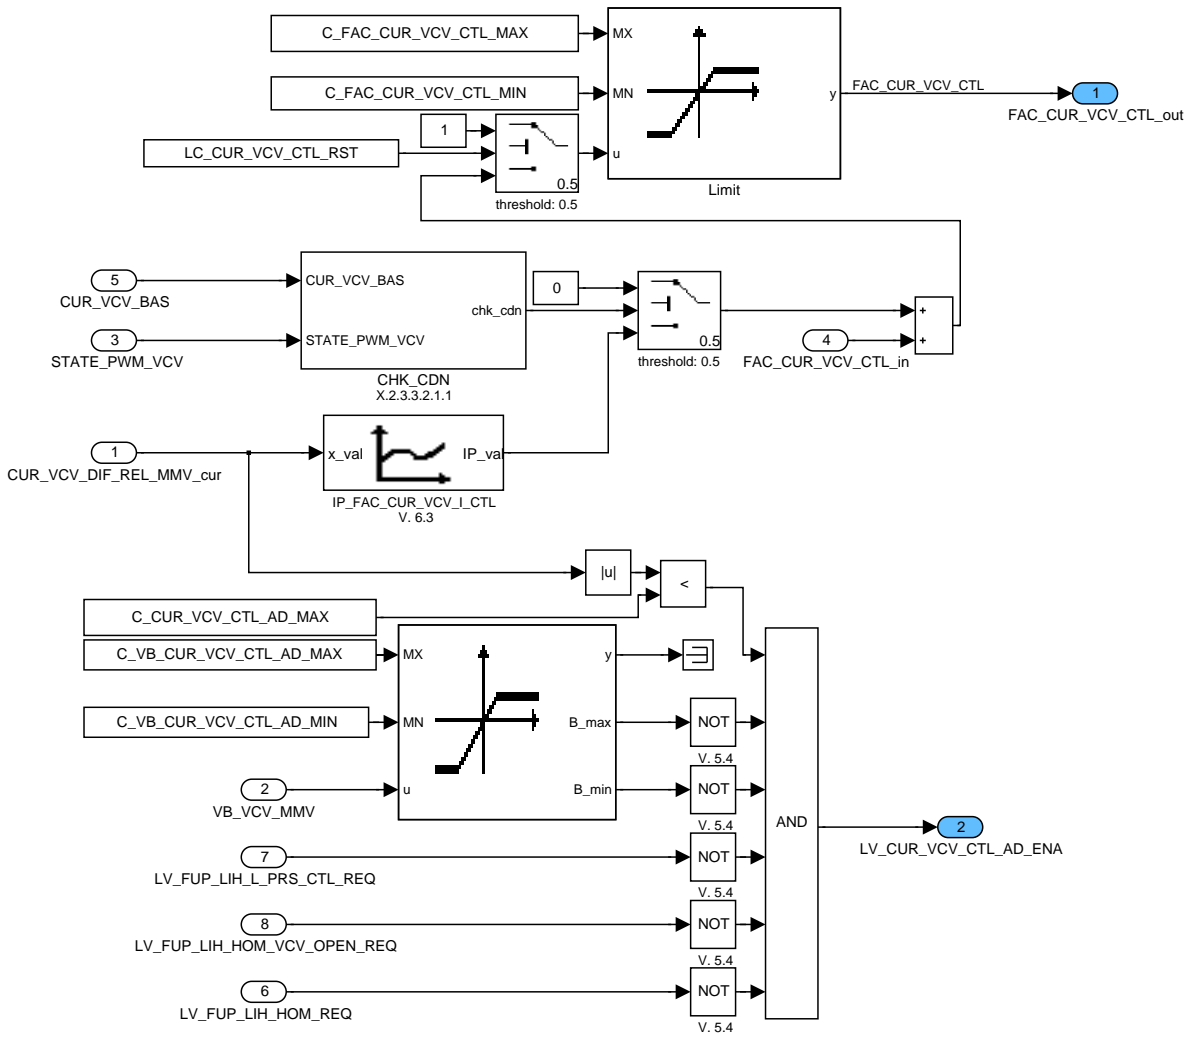 C_FAC_CUR_VCV_CTL_MAX
MX
C_FAC_CUR_VCV_CTL_MIN
MN
y
FAC_CUR_VCV_CTL
1
FAC_CUR_VCV_CTL_out
1
LC_CUR_VCV_CTL_RST
u
0.5
threshold: 0.5
Limit
5
CUR_VCV_BAS
CUR_VCV_BAS
3
STATE_PWM_VCV
STATE_PWM_VCV
chk_cdn
CHK_CDN
X.2.3.3.2.1.1
0
0.5
threshold: 0.5
4
FAC_CUR_VCV_CTL_in
+
+
1
CUR_VCV_DIF_REL_MMV_cur
x_val
IP_val
IP_FAC_CUR_VCV_I_CTL
V. 6.3
|u|
<
C_CUR_VCV_CTL_AD_MAX
C_VB_CUR_VCV_CTL_AD_MAX
MX
y
C_VB_CUR_VCV_CTL_AD_MIN
MN
B_max
NOT
V. 5.4
2
VB_VCV_MMV
u
B_min
NOT
V. 5.4
AND
2
LV_CUR_VCV_CTL_AD_ENA
7
LV_FUP_LIH_L_PRS_CTL_REQ
NOT
V. 5.4
8
LV_FUP_LIH_HOM_VCV_OPEN_REQ
NOT
V. 5.4
6
LV_FUP_LIH_HOM_REQ
NOT
V. 5.4